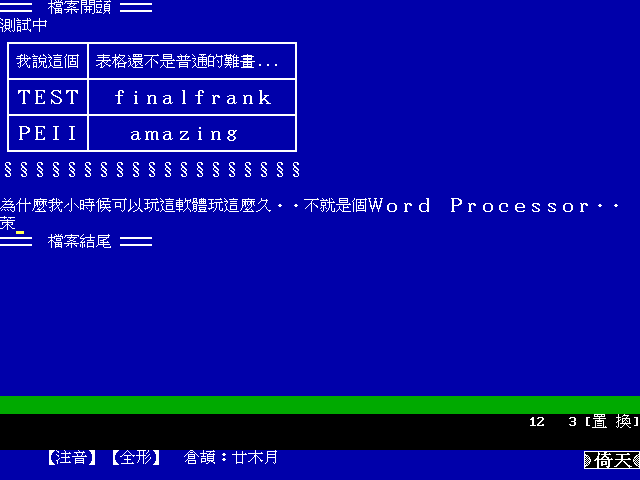 檔案開頭
測試中
我說這個 表格還不是普通的難畫...
TEST finalfrank
PEII amazing
§§§§§§§§§§§§§§§§§§§
為什麼我小時候可以玩這軟體玩這麼久‧‧不就是個Word Processor‧‧
策
檔案結尾
12 3[置 換]
【注音】【全形】 倉頡：廿木月
倚天